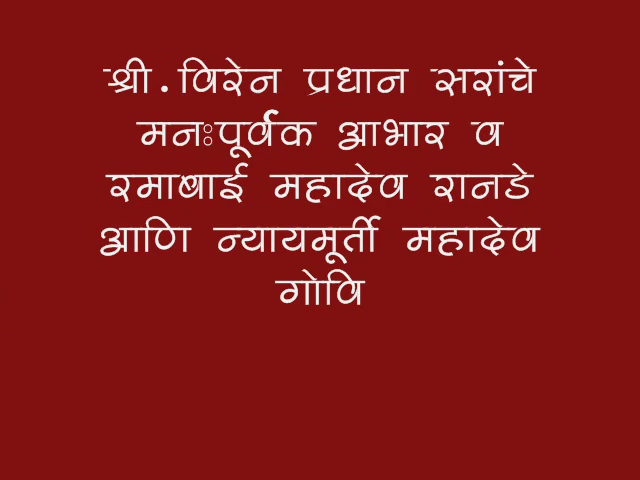 श्री.विरेन प्रधान सरांचे
मनःपूर्वक आभार व
रमाबाई महादेव रानडे
आणि न्यायमूर्ती महादेव
गोवि